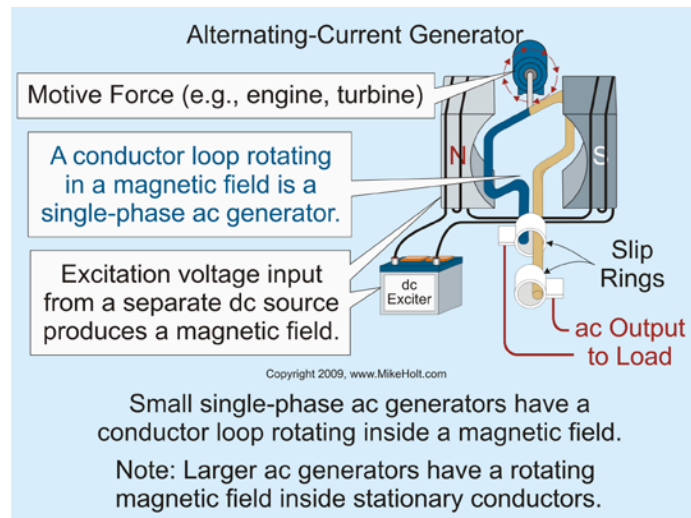 Alternating-Current Generator
Motive Force (e.g., engine, turbine)
A conductor loop rotating
in a magnetic field is a
single-phase ac generator.
N
S
Excitation voltage input
from a separate dc source
produces a magnetic field.
dc
Exciter
Slip
Rings
ac Output
to Load
Copyright 2009, www.MikeHolt.com
Small single-phase ac generators have a
conductor loop rotating inside a magnetic field.
Note: Larger ac generators have a rotating
magnetic field inside stationary conductors.